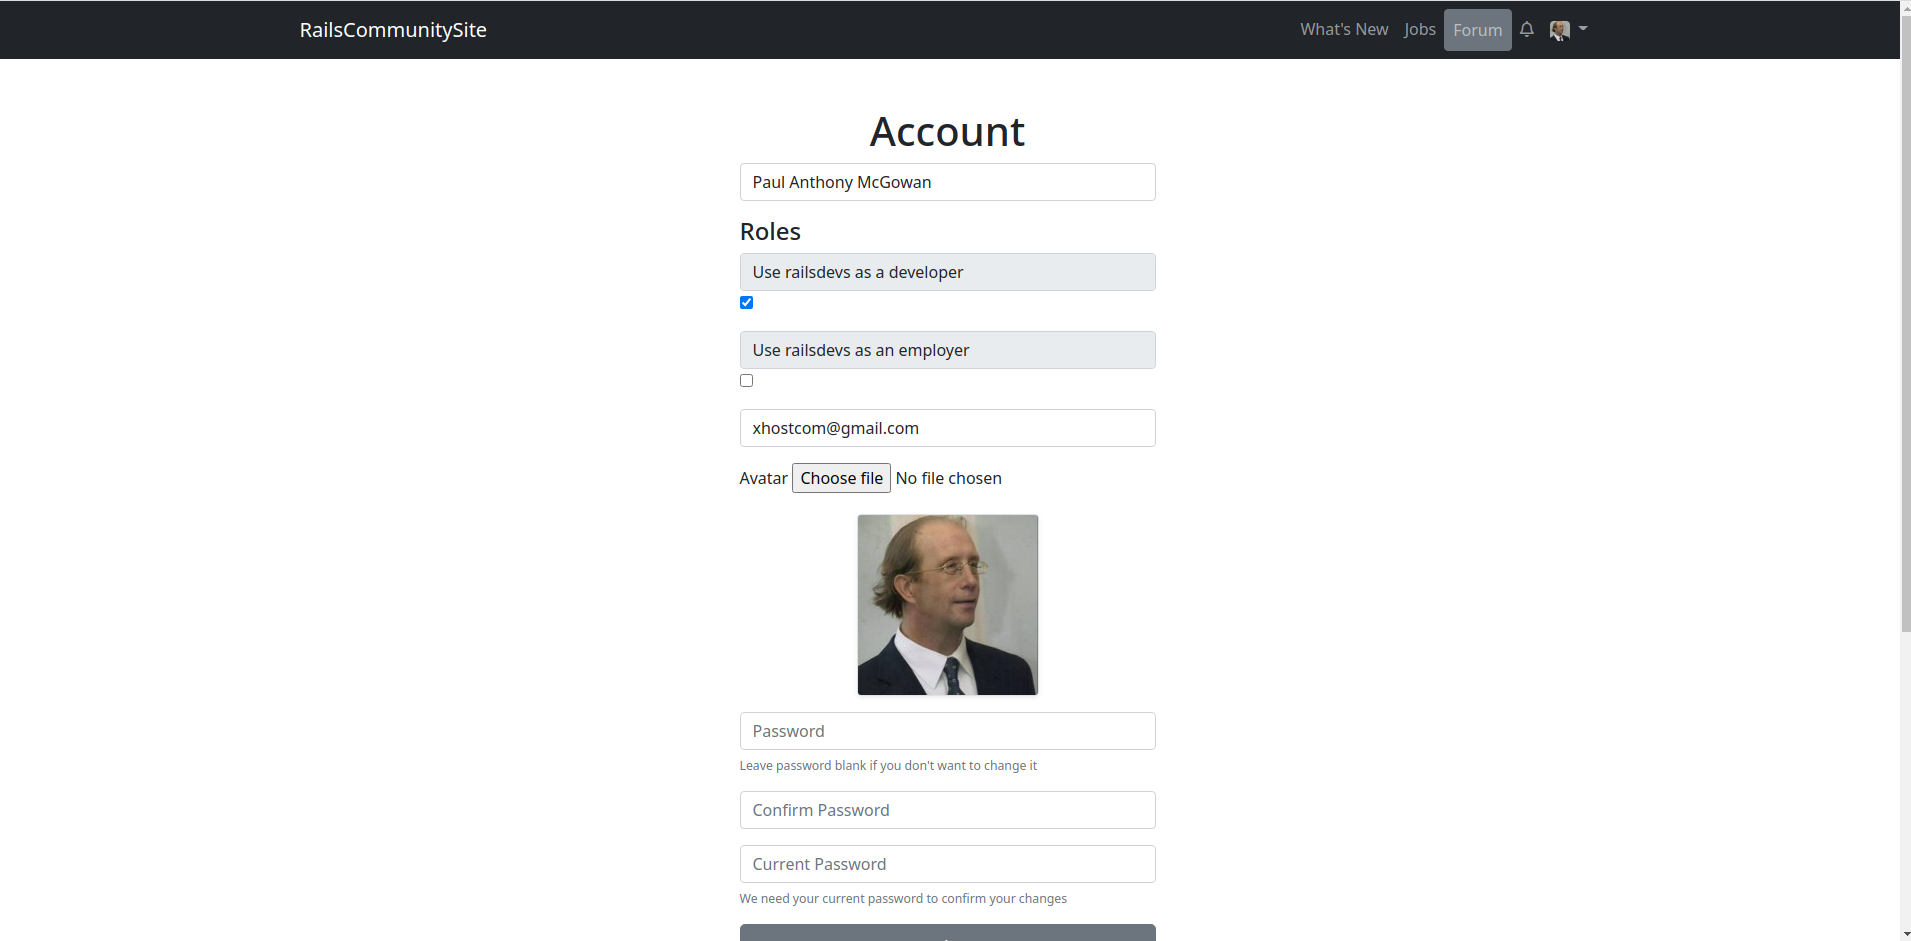 RailsCommunitySite What's New Jobs Forum
Account
Paul Anthony McGowan
Roles
Use railsdevs as a developer
Use railsdevs as an employer
xhostcom@gmail.com
Avatar Choose file No file chosen
Password
Leave password blank if you don't want to change it
Confirm Password
Current Password
We need your current password to confirm your changes